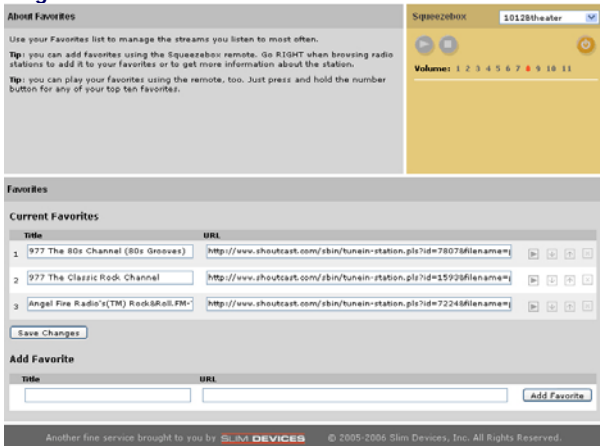 About Favorites
Squeezebox 10128theater
Use your Favorites list to manage the streams you listen to most often.
Tip: you can add favorites using the Squeezebox remote. Go RIGHT when browsing radio
stations to add it to your favorites or to get more information about the station.
Tip: you can play your favorites using the remote, too. Just press and hold the number
button for any of your top ten favorites.
Volume: 1 2 3 4 5 6 7 8 9 10 11
Favorites
Current Favorites
Title URL
1 977 The 80s Channel (80s Grooves) http://www.shoutcast.com/sbin/tunein-station.pls?id=7807&filename=
2 977 The Classic Rock Channel http://www.shoutcast.com/sbin/tunein-station.pls?id=1593&filename=
3 Angel Fire Radio's(TM) Rock&Roll.FM- http://www.shoutcast.com/sbin/tunein-station.pls?id=7224&filename=
Save Changes
Add Favorite
Title URL
Add Favorite
Another fine service brought to you by SLIM DEVICES © 2005-2006 Slim Devices, Inc. All Rights Reserved.